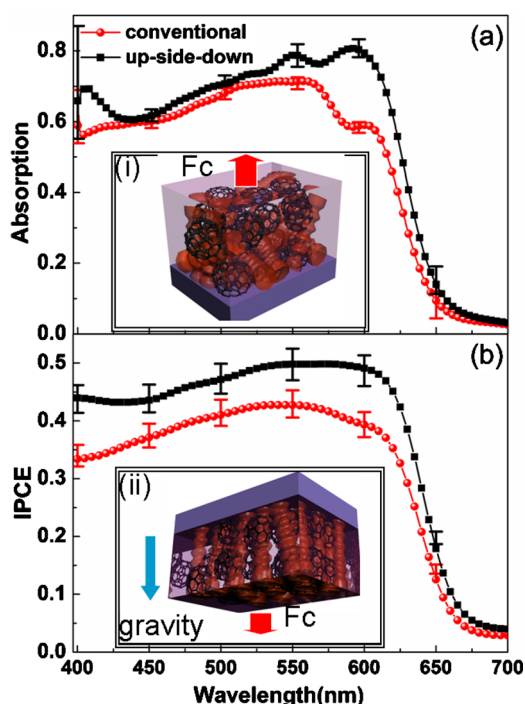 conventional
up-side-down
(a)
(i)
Fc
Absorption
0.8
0.6
0.4
0.2
0.0
(b)
IPCE
0.5
0.4
0.3
0.2
0.1
0.0
(ii)
gravity
Fc
400 450 500 550 600 650 700
Wavelength(nm)